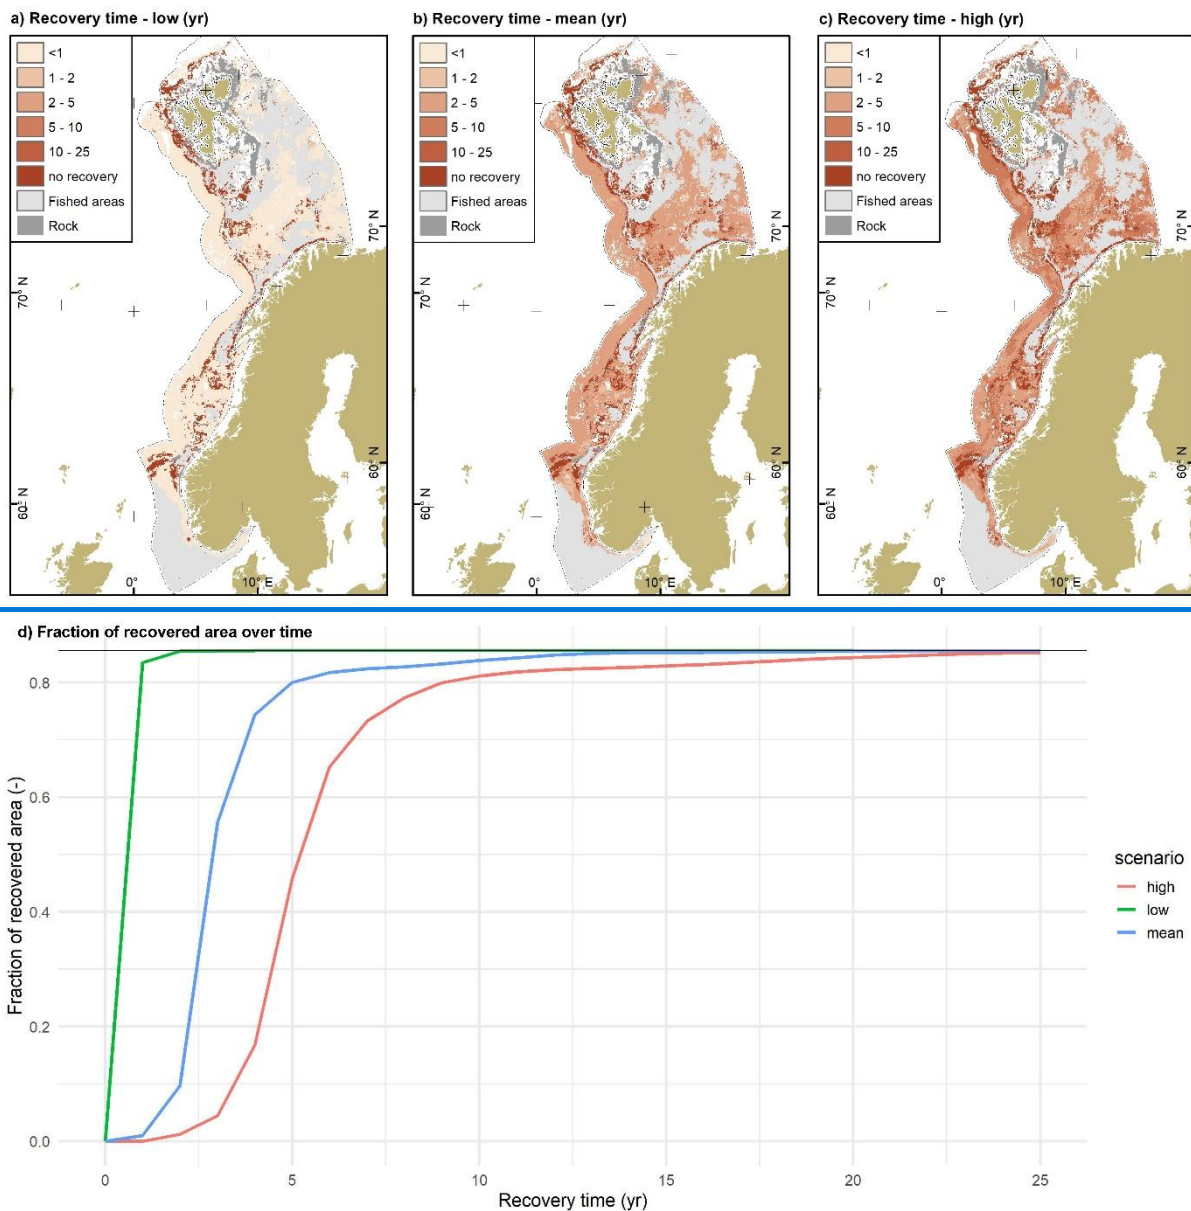 a) Recovery time - low (yr)
<1
1 - 2
2 - 5
5 - 10
10 - 25
no recovery
Fished areas
Rock
70° N
70° N
60° N
60° N
0°
10° E
b) Recovery time - mean (yr)
<1
1 - 2
2 - 5
5 - 10
10 - 25
no recovery
Fished areas
Rock
70° N
70° N
60° N
60° N
0°
10° E
c) Recovery time - high (yr)
<1
1 - 2
2 - 5
5 - 10
10 - 25
no recovery
Fished areas
Rock
70° N
70° N
60° N
60° N
0°
10° E
d) Fraction of recovered area over time
Fraction of recovered area (-)
0.8
0.6
0.4
0.2
0.0
0
5
10
15
20
25
Recovery time (yr)
scenario
high
low
mean